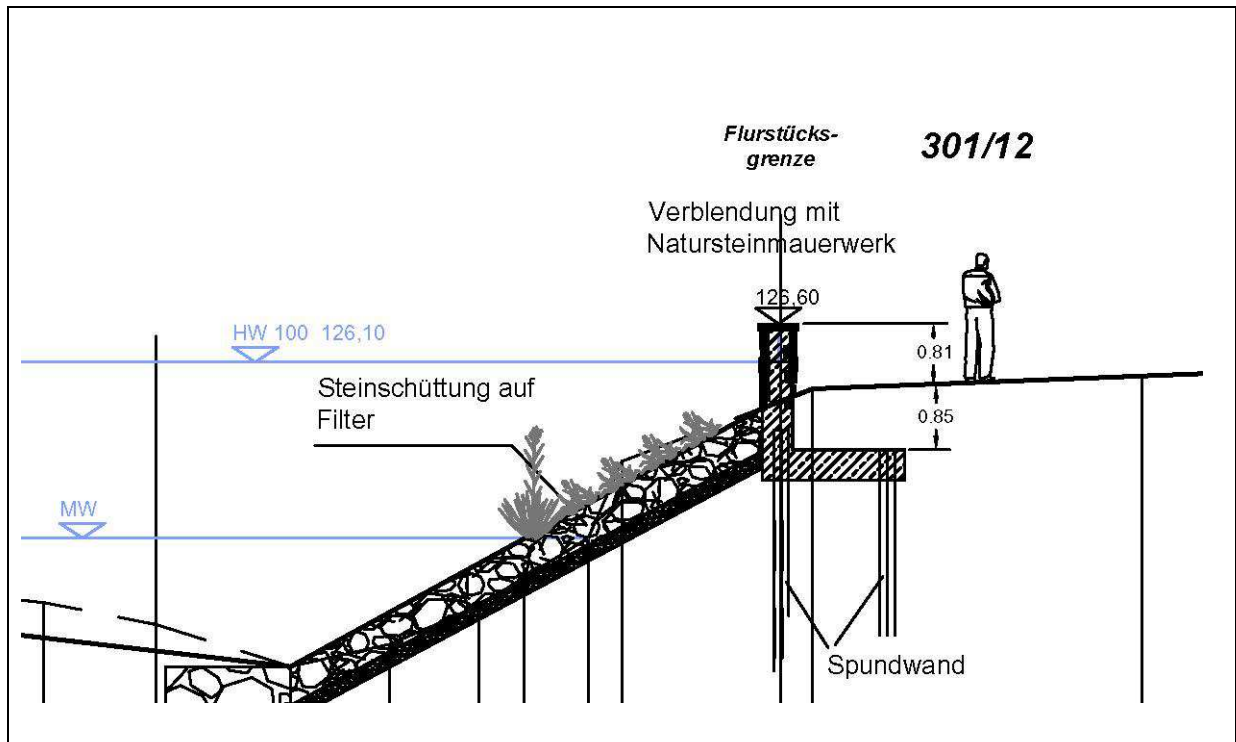 Flurstücks-
grenze
301/12
Verblendung mit
Natursteinmauerwerk
126,60
HW 100 126,10
0.81
Steinschüttung auf
Filter
0.85
MW
Spundwand